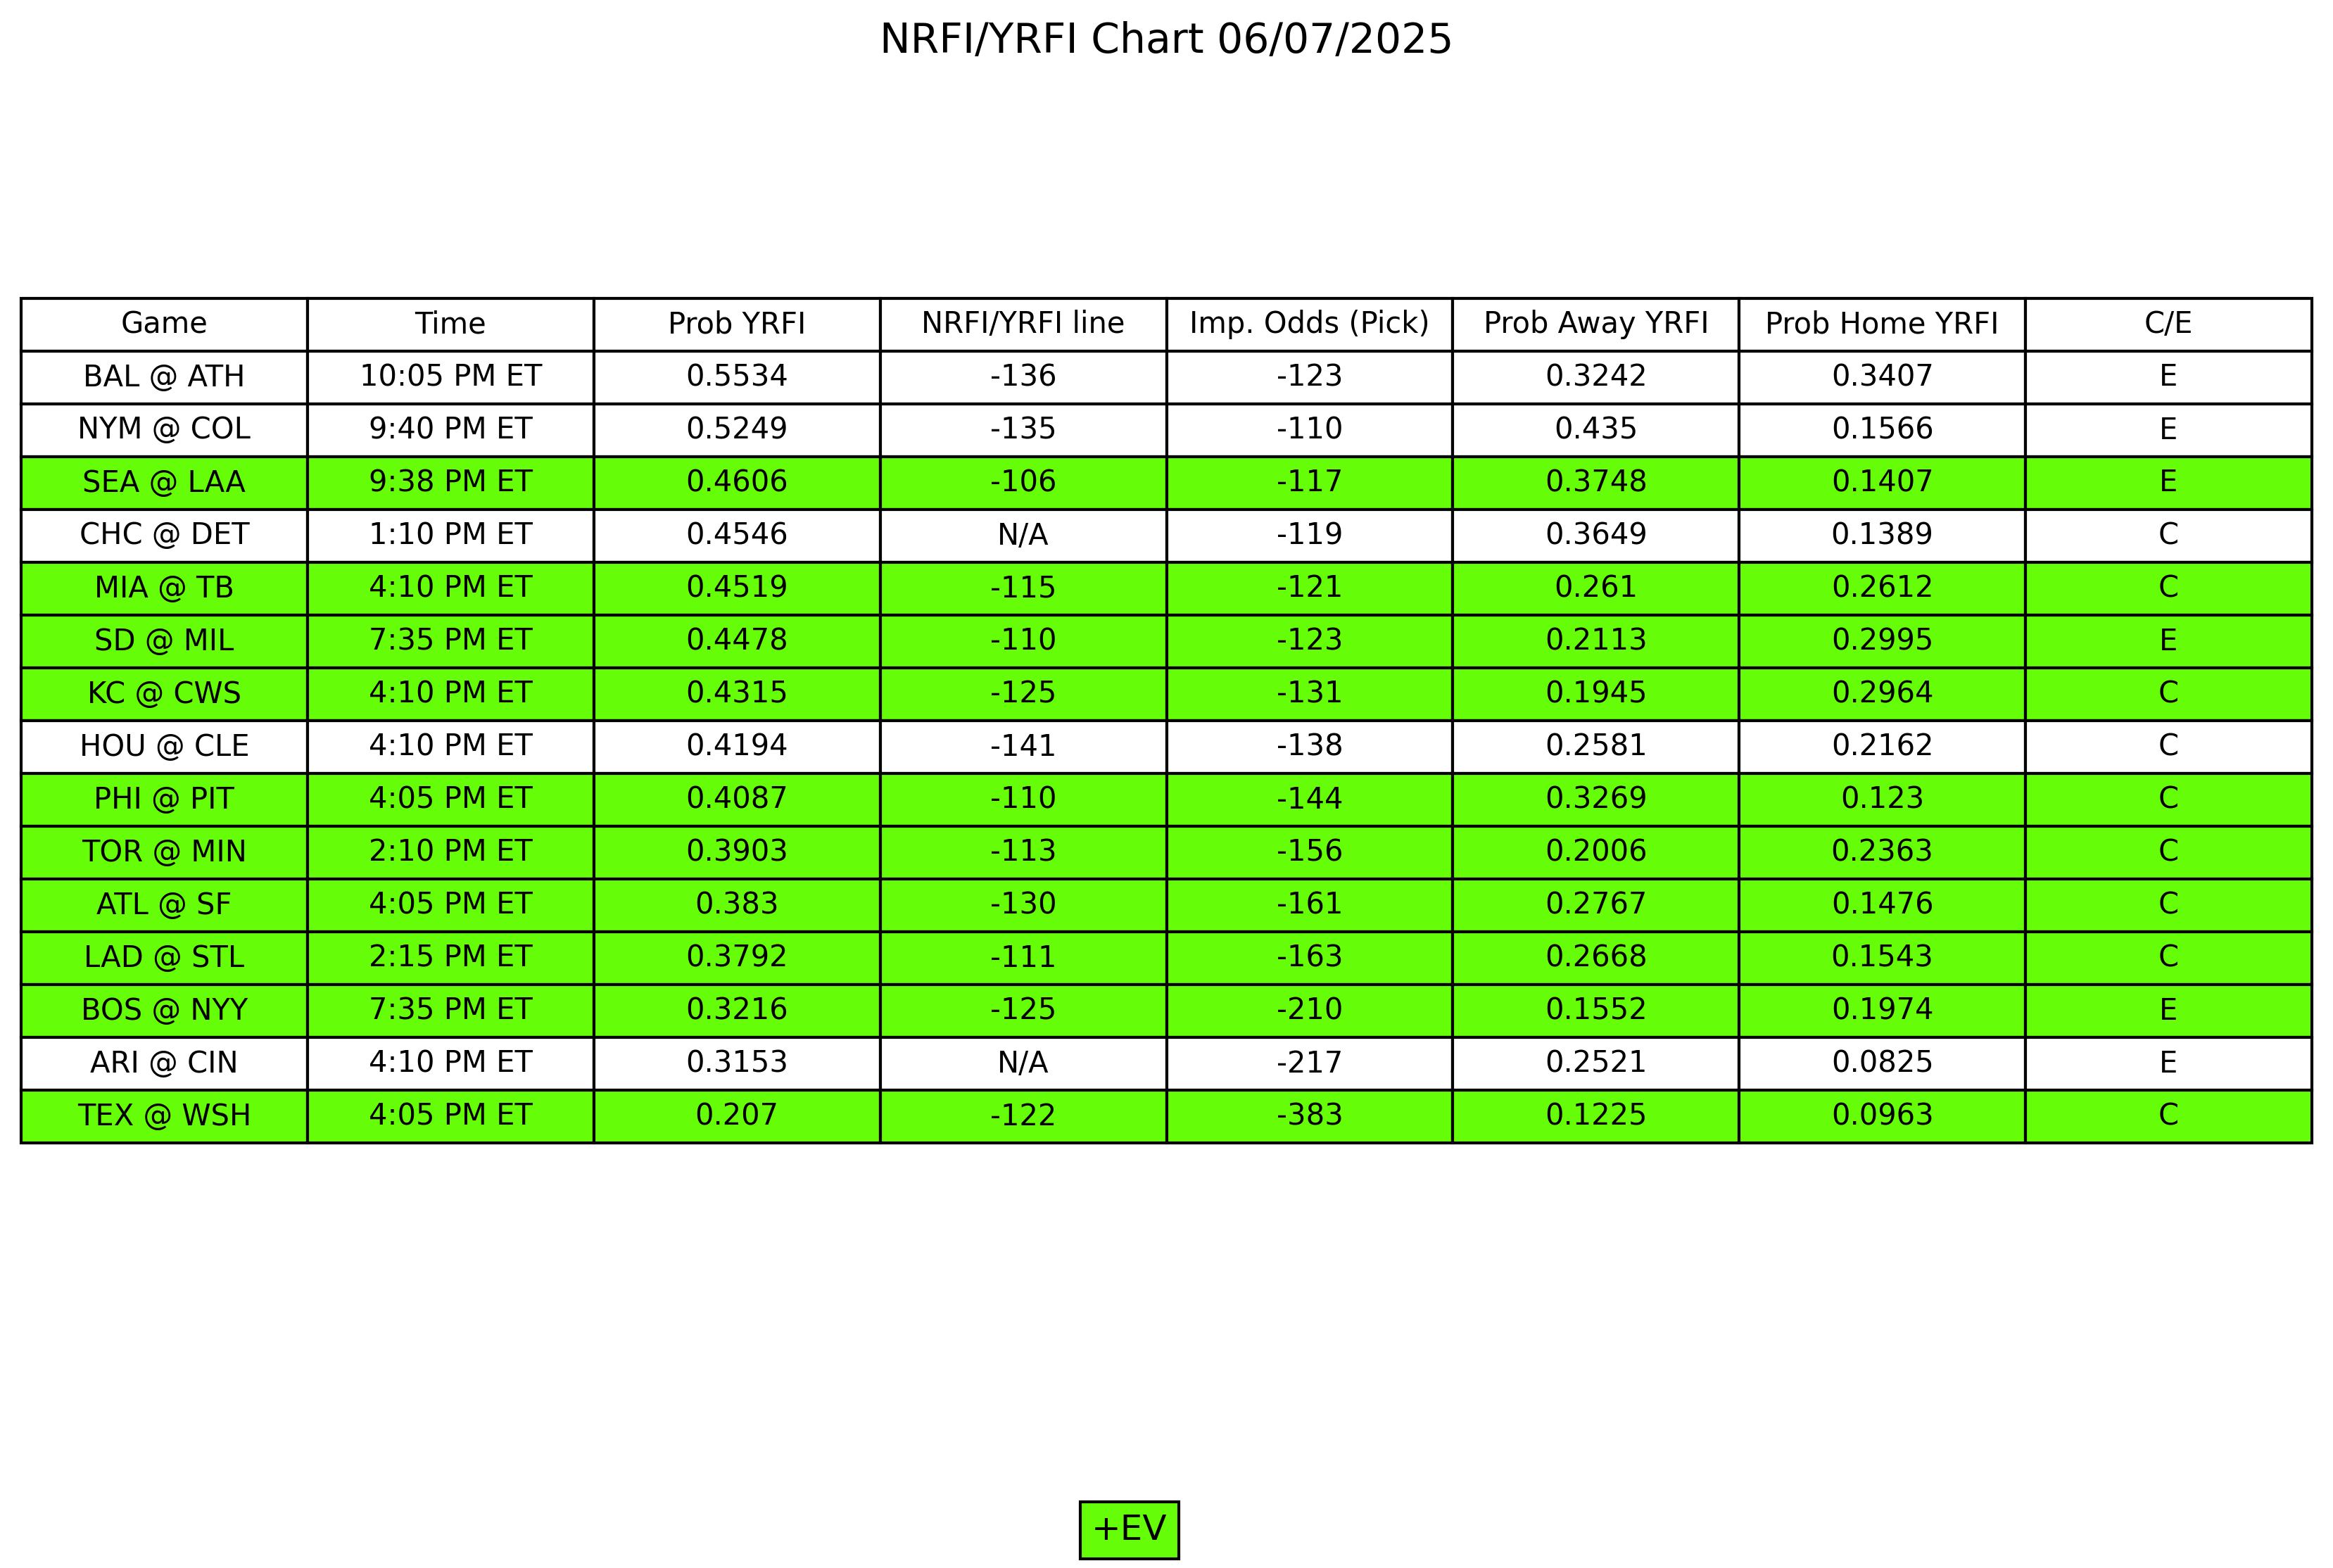 NRFI/YRFI Chart 06/07/2025
Game Time Prob YRFI NRFI/YRFI line Imp. Odds (Pick) Prob Away YRFI Prob Home YRFI C/E
BAL @ ATH 10:05 PM ET 0.5534 -136 -123 0.3242 0.3407 E
NYM @ COL 9:40 PM ET 0.5249 -135 -110 0.435 0.1566 E
SEA @ LAA 9:38 PM ET 0.4606 -106 -117 0.3748 0.1407 E
CHC @ DET 1:10 PM ET 0.4546 N/A -119 0.3649 0.1389 C
MIA @ TB 4:10 PM ET 0.4519 -115 -121 0.261 0.2612 C
SD @ MIL 7:35 PM ET 0.4478 -110 -123 0.2113 0.2995 E
KC @ CWS 4:10 PM ET 0.4315 -125 -131 0.1945 0.2964 C
HOU @ CLE 4:10 PM ET 0.4194 -141 -138 0.2581 0.2162 C
PHI @ PIT 4:05 PM ET 0.4087 -110 -144 0.3269 0.123 C
TOR @ MIN 2:10 PM ET 0.3903 -113 -156 0.2006 0.2363 C
ATL @ SF 4:05 PM ET 0.383 -130 -161 0.2767 0.1476 C
LAD @ STL 2:15 PM ET 0.3792 -111 -163 0.2668 0.1543 C
BOS @ NYY 7:35 PM ET 0.3216 -125 -210 0.1552 0.1974 E
ARI @ CIN 4:10 PM ET 0.3153 N/A -217 0.2521 0.0825 E
TEX @ WSH 4:05 PM ET 0.207 -122 -383 0.1225 0.0963 C
+EV